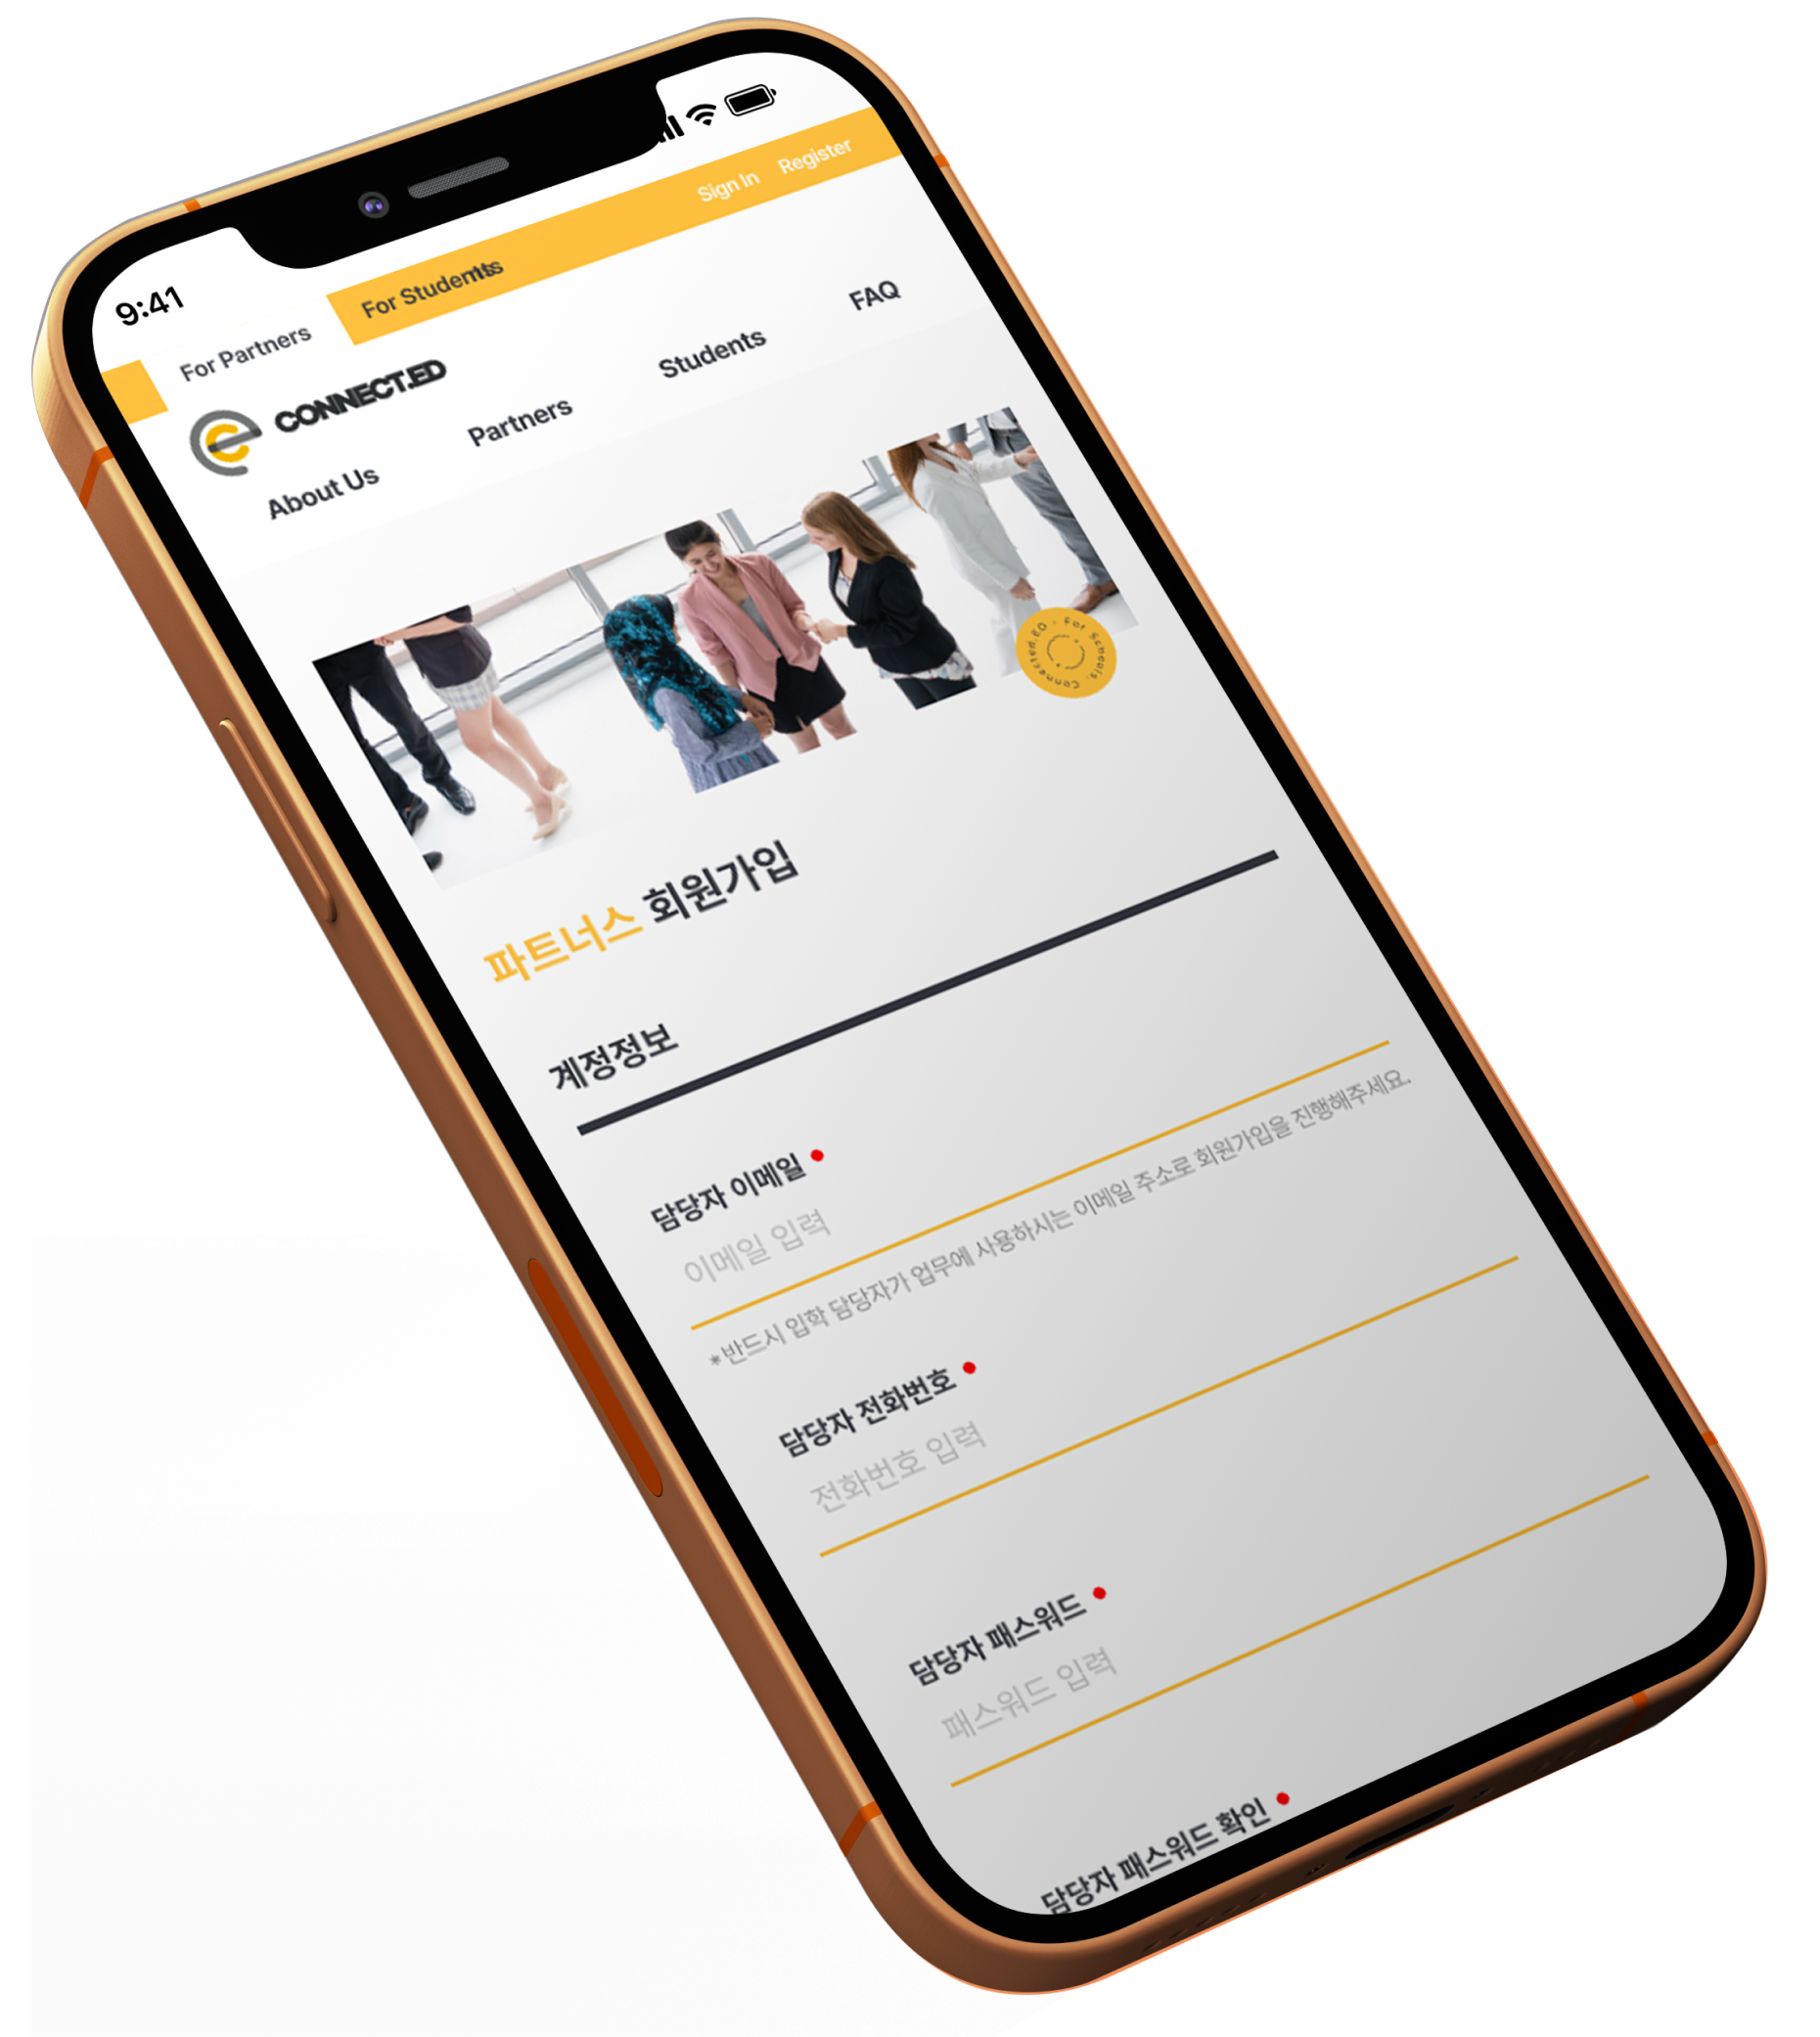 9:41
Sign In Register
For Partners For Students
CONNECT.ED
About Us Partners Students FAQ
Connected.ED · For Schools.
파트너스 회원가입
계정정보
담당자 이메일
이메일 입력
*반드시 입학 담당자가 업무에 사용하시는 이메일 주소로 회원가입을 진행해주세요.
담당자 전화번호
전화번호 입력
담당자 패스워드
패스워드 입력
담당자 패스워드 확인